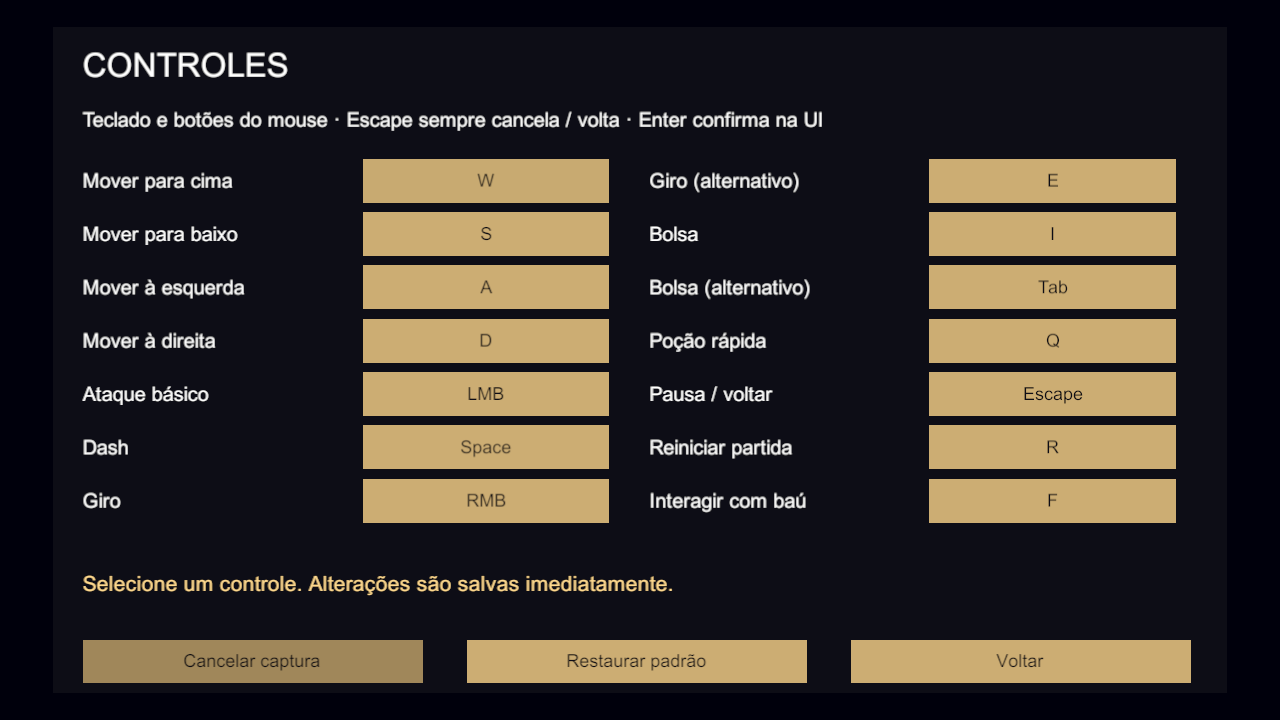 CONTROLES
Teclado e botões do mouse · Escape sempre cancela / volta · Enter confirma na UI
Mover para cima W Giro (alternativo) E
Mover para baixo S Bolsa I
Mover à esquerda A Bolsa (alternativo) Tab
Mover à direita D Poção rápida Q
Ataque básico LMB Pausa / voltar Escape
Dash Space Reiniciar partida R
Giro RMB Interagir com baú F
Selecione um controle. Alterações são salvas imediatamente.
Cancelar captura Restaurar padrão Voltar